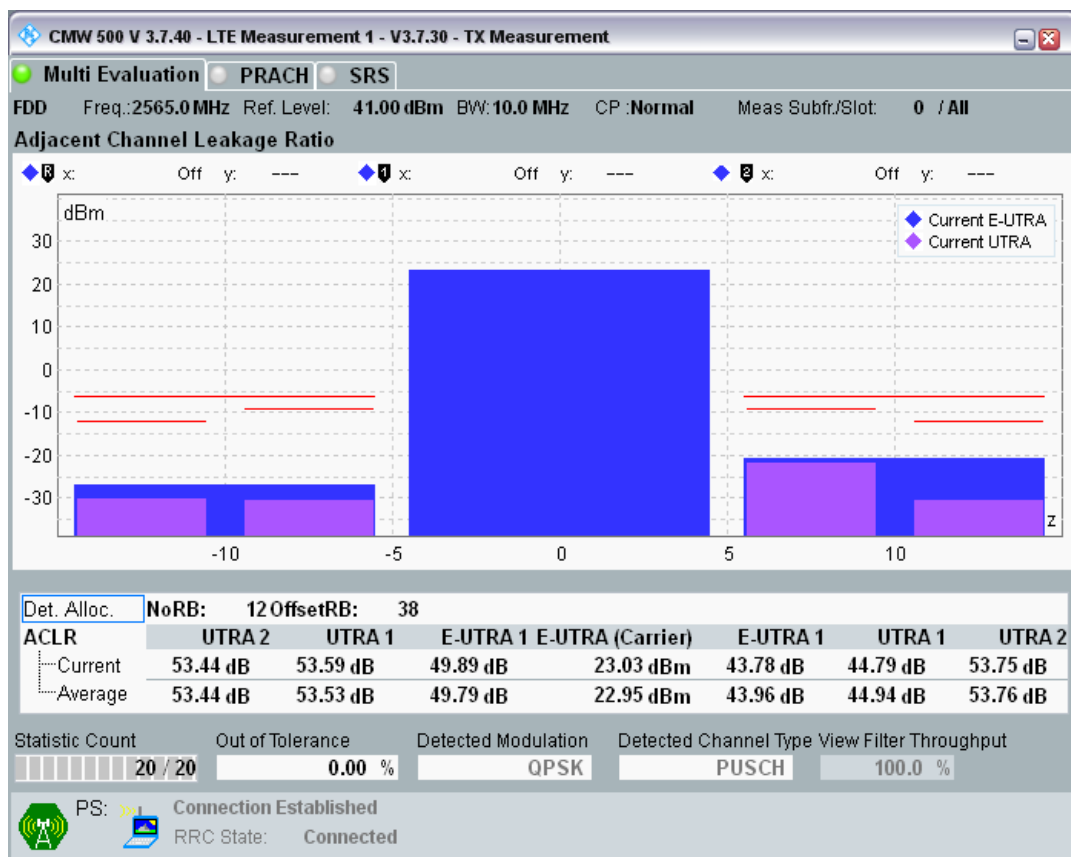 CMW 500 V 3.7.40 - LTE Measurement 1 - V3.7.30 - TX Measurement
Multi Evaluation PRACH SRS
FDD Freq.:2565.0 MHz Ref. Level: 41.00 dBm BW:10.0 MHz CP :Normal Meas Subfr./Slot: 0 / All
Adjacent Channel Leakage Ratio
R x: Off y: --- 1 x: Off y: --- 2 x: Off y: ---
dBm
Current E-UTRA
Current UTRA
30
20
10
0
-10
-20
-30
z
-10 -5 0 5 10
Det. Alloc. NoRB: 12 OffsetRB: 38
ACLR UTRA 2 UTRA 1 E-UTRA 1 E-UTRA (Carrier) E-UTRA 1 UTRA 1 UTRA 2
Current 53.44 dB 53.59 dB 49.89 dB 23.03 dBm 43.78 dB 44.79 dB 53.75 dB
Average 53.44 dB 53.53 dB 49.79 dB 22.95 dBm 43.96 dB 44.94 dB 53.76 dB
Statistic Count Out of Tolerance Detected Modulation Detected Channel Type View Filter Throughput
20 / 20 0.00 % QPSK PUSCH 100.0 %
PS: Connection Established
RRC State: Connected